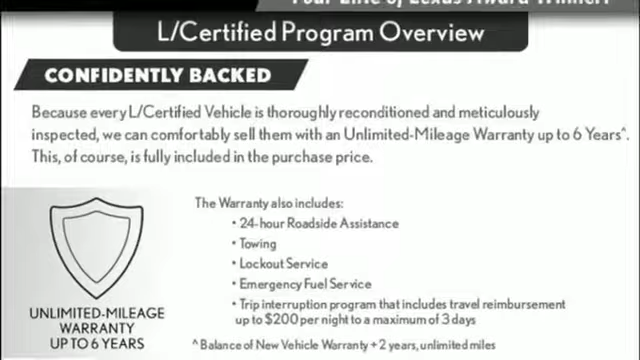 L/Certified Program Overview
CONFIDENTLY BACKED
Because every L/Certified Vehicle is thoroughly reconditioned and meticulously
inspected, we can comfortably sell them with an Unlimited-Mileage Warranty up to 6 Years^.
This, of course, is fully included in the purchase price.
The Warranty also includes:
• 24-hour Roadside Assistance
• Towing
• Lockout Service
• Emergency Fuel Service
• Trip interruption program that includes travel reimbursement
up to $200 per night to a maximum of 3 days
^ Balance of New Vehicle Warranty + 2 years, unlimited miles
UNLIMITED-MILEAGE
WARRANTY
UP TO 6 YEARS